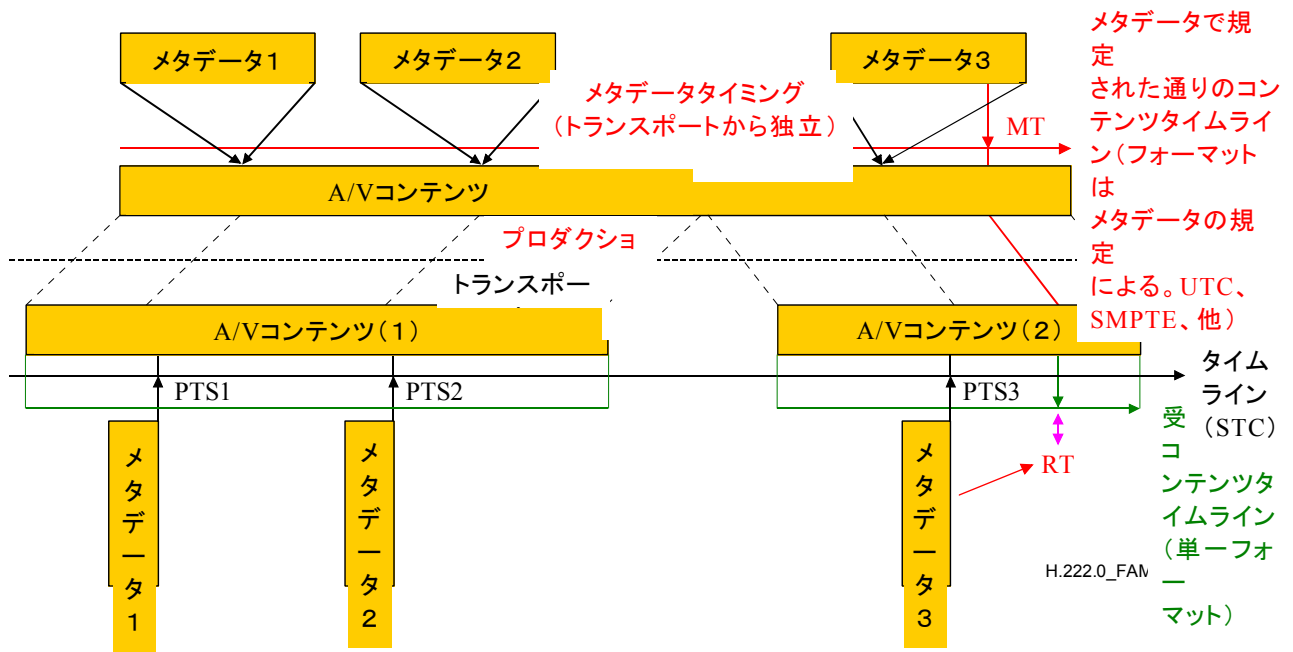 メタデータ1
メタデータ2
メタデータ3
メタデータタイミング
（トランスポートから独立）
MT
メタデータで規
定
された通りのコン
テンツタイムライ
ン（フォーマット
は
メタデータの規
定
による。UTC、
SMPTE、他）
A/Vコンテンツ
プロダクショ
トランスポー
A/Vコンテンツ（1）
A/Vコンテンツ（2）
PTS1
PTS2
PTS3
タイム
ライン
（STC）
メタデータ1
メタデータ2
メタデータ3
RT
受
コ
ンテンツタ
イムライン
（単一フォ
ー
マット）
H.222.0_FAM